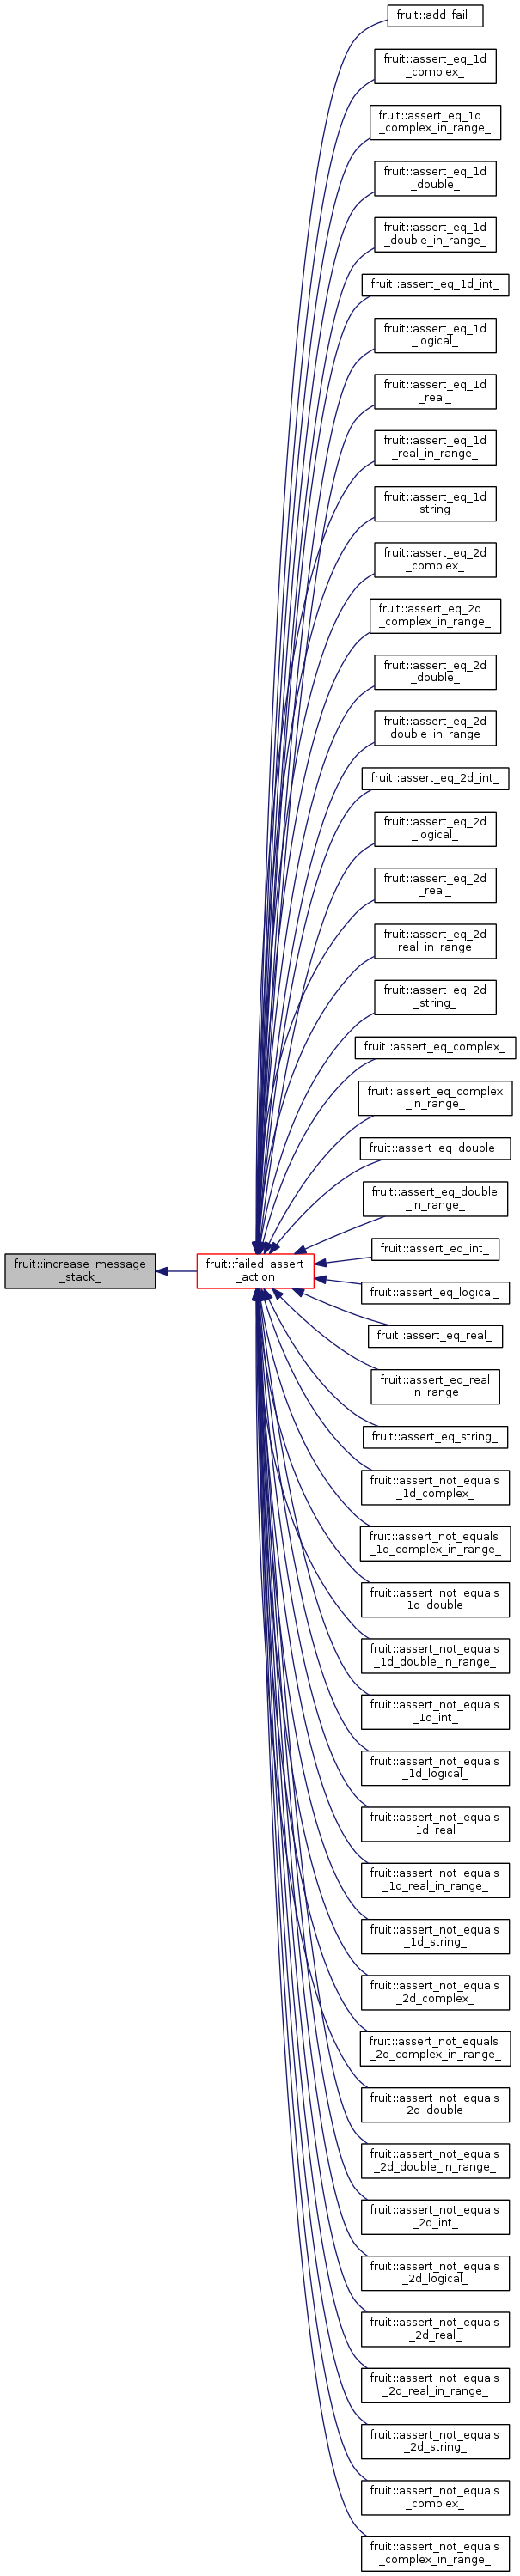 fruit::add_fail_
fruit::assert_eq_1d
_complex_
fruit::assert_eq_1d
_complex_in_range_
fruit::assert_eq_1d
_double_
fruit::assert_eq_1d
_double_in_range_
fruit::assert_eq_1d_int_
fruit::assert_eq_1d
_logical_
fruit::assert_eq_1d
_real_
fruit::assert_eq_1d
_real_in_range_
fruit::assert_eq_1d
_string_
fruit::assert_eq_2d
_complex_
fruit::assert_eq_2d
_complex_in_range_
fruit::assert_eq_2d
_double_
fruit::assert_eq_2d
_double_in_range_
fruit::assert_eq_2d_int_
fruit::assert_eq_2d
_logical_
fruit::assert_eq_2d
_real_
fruit::assert_eq_2d
_real_in_range_
fruit::assert_eq_2d
_string_
fruit::assert_eq_complex_
fruit::assert_eq_complex
_in_range_
fruit::assert_eq_double_
fruit::assert_eq_double
_in_range_
fruit::increase_message
_stack_
fruit::failed_assert
_action
fruit::assert_eq_int_
fruit::assert_eq_logical_
fruit::assert_eq_real_
fruit::assert_eq_real
_in_range_
fruit::assert_eq_string_
fruit::assert_not_equals
_1d_complex_
fruit::assert_not_equals
_1d_complex_in_range_
fruit::assert_not_equals
_1d_double_
fruit::assert_not_equals
_1d_double_in_range_
fruit::assert_not_equals
_1d_int_
fruit::assert_not_equals
_1d_logical_
fruit::assert_not_equals
_1d_real_
fruit::assert_not_equals
_1d_real_in_range_
fruit::assert_not_equals
_1d_string_
fruit::assert_not_equals
_2d_complex_
fruit::assert_not_equals
_2d_complex_in_range_
fruit::assert_not_equals
_2d_double_
fruit::assert_not_equals
_2d_double_in_range_
fruit::assert_not_equals
_2d_int_
fruit::assert_not_equals
_2d_logical_
fruit::assert_not_equals
_2d_real_
fruit::assert_not_equals
_2d_real_in_range_
fruit::assert_not_equals
_2d_string_
fruit::assert_not_equals
_complex_
fruit::assert_not_equals
_complex_in_range_